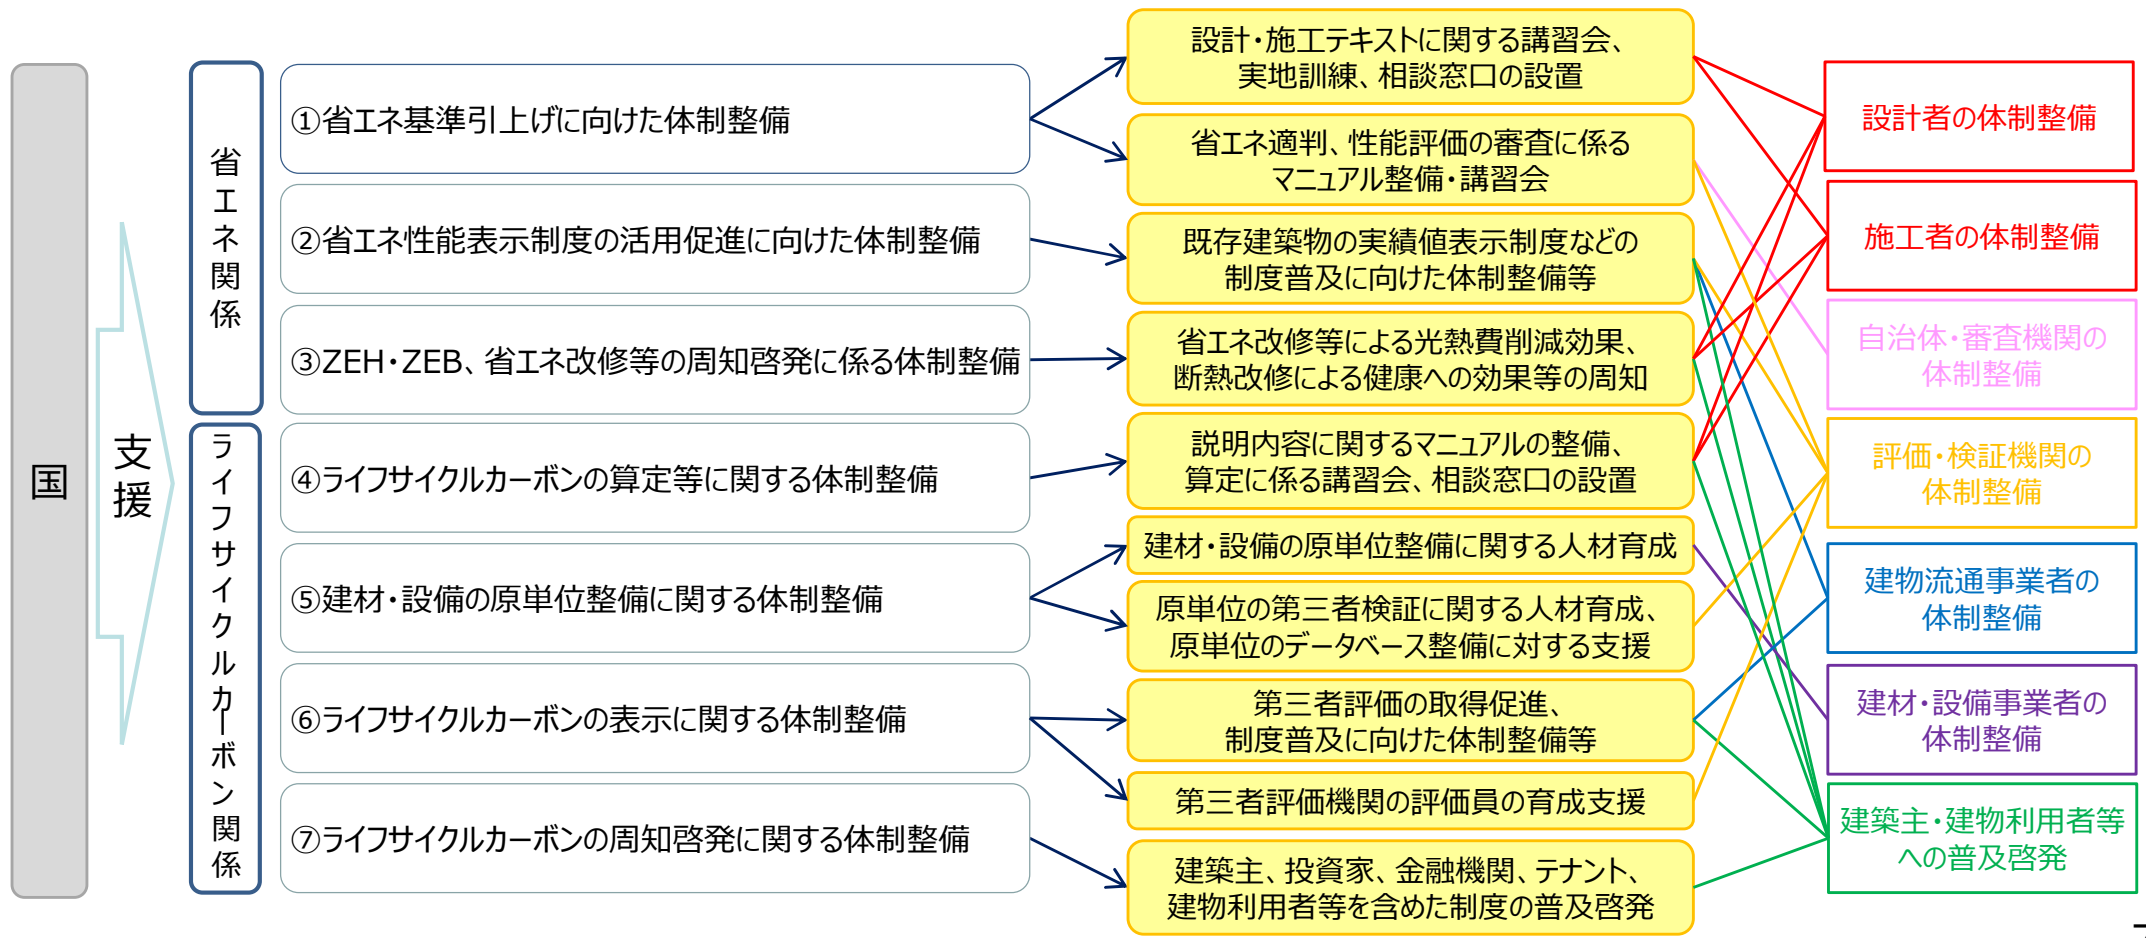 国
支援
省エネ関係
ライフサイクルカーボン関係
①省エネ基準引上げに向けた体制整備
②省エネ性能表示制度の活用促進に向けた体制整備
③ZEH・ZEB、省エネ改修等の周知啓発に係る体制整備
④ライフサイクルカーボンの算定等に関する体制整備
⑤建材・設備の原単位整備に関する体制整備
⑥ライフサイクルカーボンの表示に関する体制整備
⑦ライフサイクルカーボンの周知啓発に関する体制整備
設計・施工テキストに関する講習会、
実地訓練、相談窓口の設置
省エネ適判、性能評価の審査に係る
マニュアル整備・講習会
既存建築物の実績値表示制度などの
制度普及に向けた体制整備等
省エネ改修等による光熱費削減効果、
断熱改修による健康への効果等の周知
説明内容に関するマニュアルの整備、
算定に係る講習会、相談窓口の設置
建材・設備の原単位整備に関する人材育成
原単位の第三者検証に関する人材育成、
原単位のデータベース整備に対する支援
第三者評価の取得促進、
制度普及に向けた体制整備等
第三者評価機関の評価員の育成支援
建築主、投資家、金融機関、テナント、
建物利用者等を含めた制度の普及啓発
設計者の体制整備
施工者の体制整備
自治体・審査機関の
体制整備
評価・検証機関の
体制整備
建物流通事業者の
体制整備
建材・設備事業者の
体制整備
建築主・建物利用者等
への普及啓発